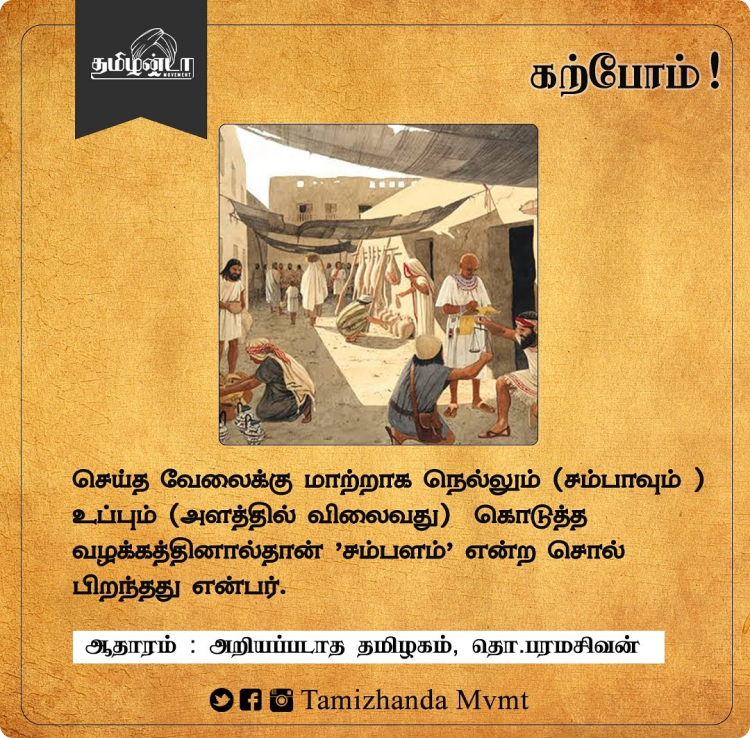 தமிழன்டா
MOVEMENT
கற்போம் !
செய்த வேலைக்கு மாற்றாக நெல்லும் (சம்பாவும் )
உப்பும் (அளத்தில் விலைவது) கொடுத்த
வழக்கத்தினால்தான் ’சம்பளம்’ என்ற சொல்
பிறந்தது என்பர்.
ஆதாரம் : அறியப்படாத தமிழகம், தொ.பரமசிவன்
Tamizhanda Mvmt